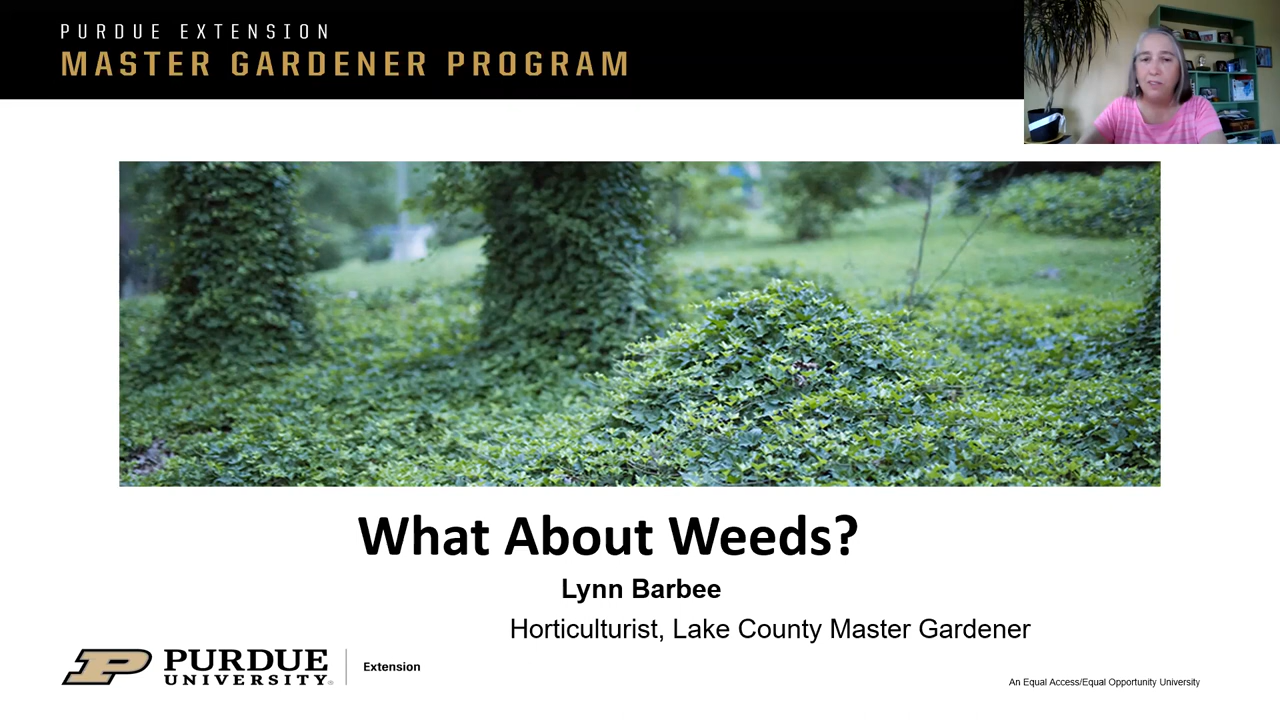 PURDUE EXTENSION
MASTER GARDENER PROGRAM
What About Weeds?
Lynn Barbee
Horticulturist, Lake County Master Gardener
PURDUE
UNIVERSITY®
Extension
An Equal Access/Equal Opportunity University